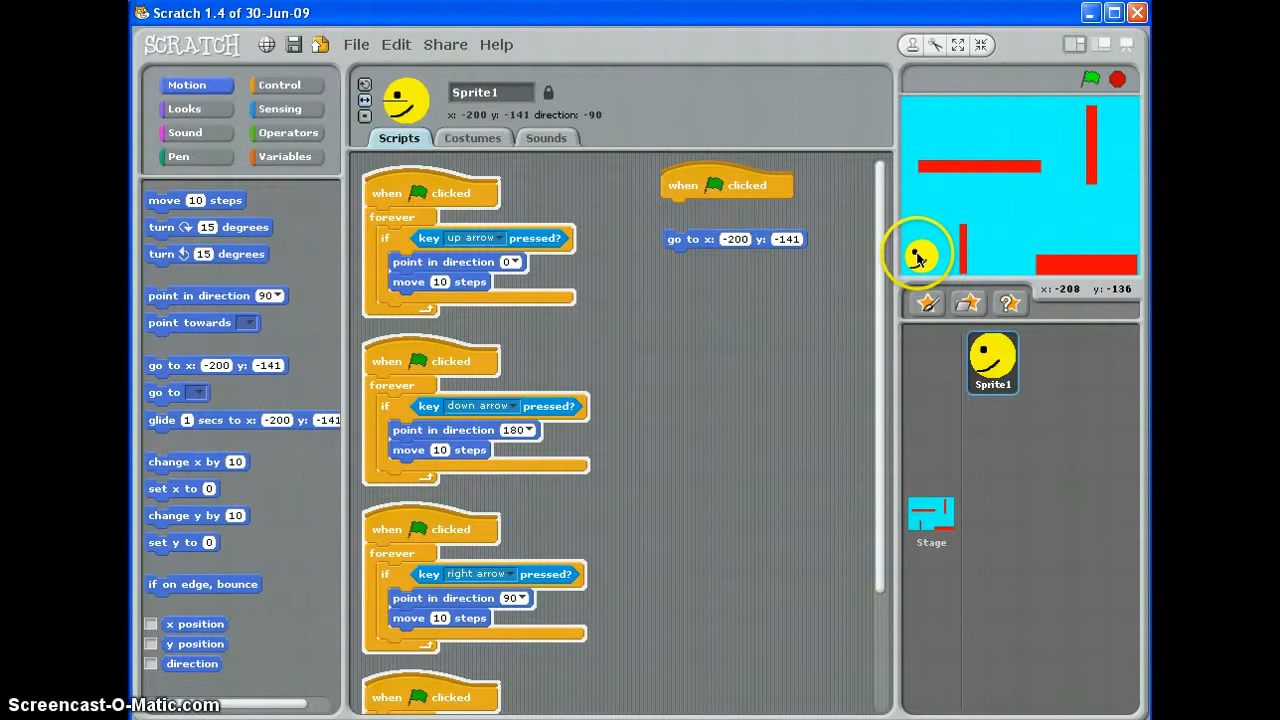 Scratch 1.4 of 30-Jun-09
SCRATCH File Edit Share Help
Motion Control
Looks Sensing
Sound Operators
Pen Variables
move 10 steps
turn 15 degrees
turn 15 degrees
point in direction 90
point towards
go to x: -200 y: -141
go to
glide 1 secs to x: -200 y: -141
change x by 10
set x to 0
change y by 10
set y to 0
if on edge, bounce
x position
y position
direction
Sprite1
x: -200 y: -141 direction: -90
Scripts Costumes Sounds
when clicked
forever
if key up arrow pressed?
point in direction 0
move 10 steps
when clicked
forever
if key down arrow pressed?
point in direction 180
move 10 steps
when clicked
forever
if key right arrow pressed?
point in direction 90
move 10 steps
when clicked
when clicked
go to x: -200 y: -141
x: -208 y: -136
Sprite1
Stage
Screencast-O-Matic.com